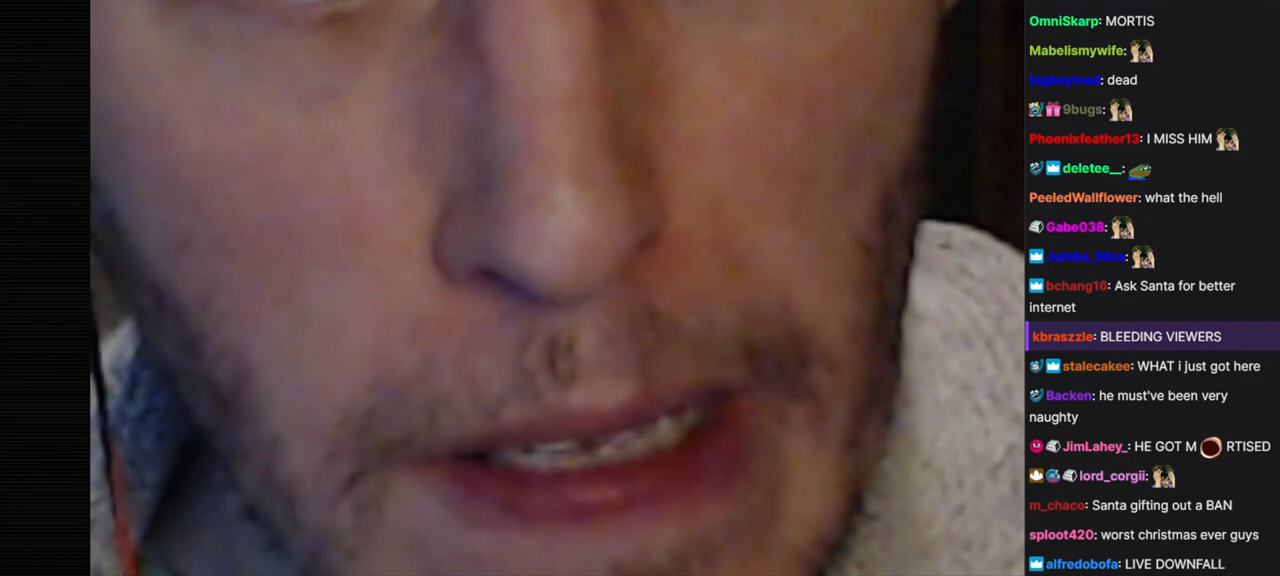 OmniSkarp: MORTIS
Mabelismywife:
bigboytoad: dead
9bugs:
Phoenixfeather13: I MISS HIM
deletee__:
PeeledWallflower: what the hell
Gabe038:
Jumbo_Slice:
bchang16: Ask Santa for better
internet
kbraszzle: BLEEDING VIEWERS
stalecakee: WHAT i just got here
Backen: he must've been very
naughty
JimLahey_: HE GOT M RTISED
lord_corgii:
m_chaco: Santa gifting out a BAN
sploot420: worst christmas ever guys
alfredobofa: LIVE DOWNFALL